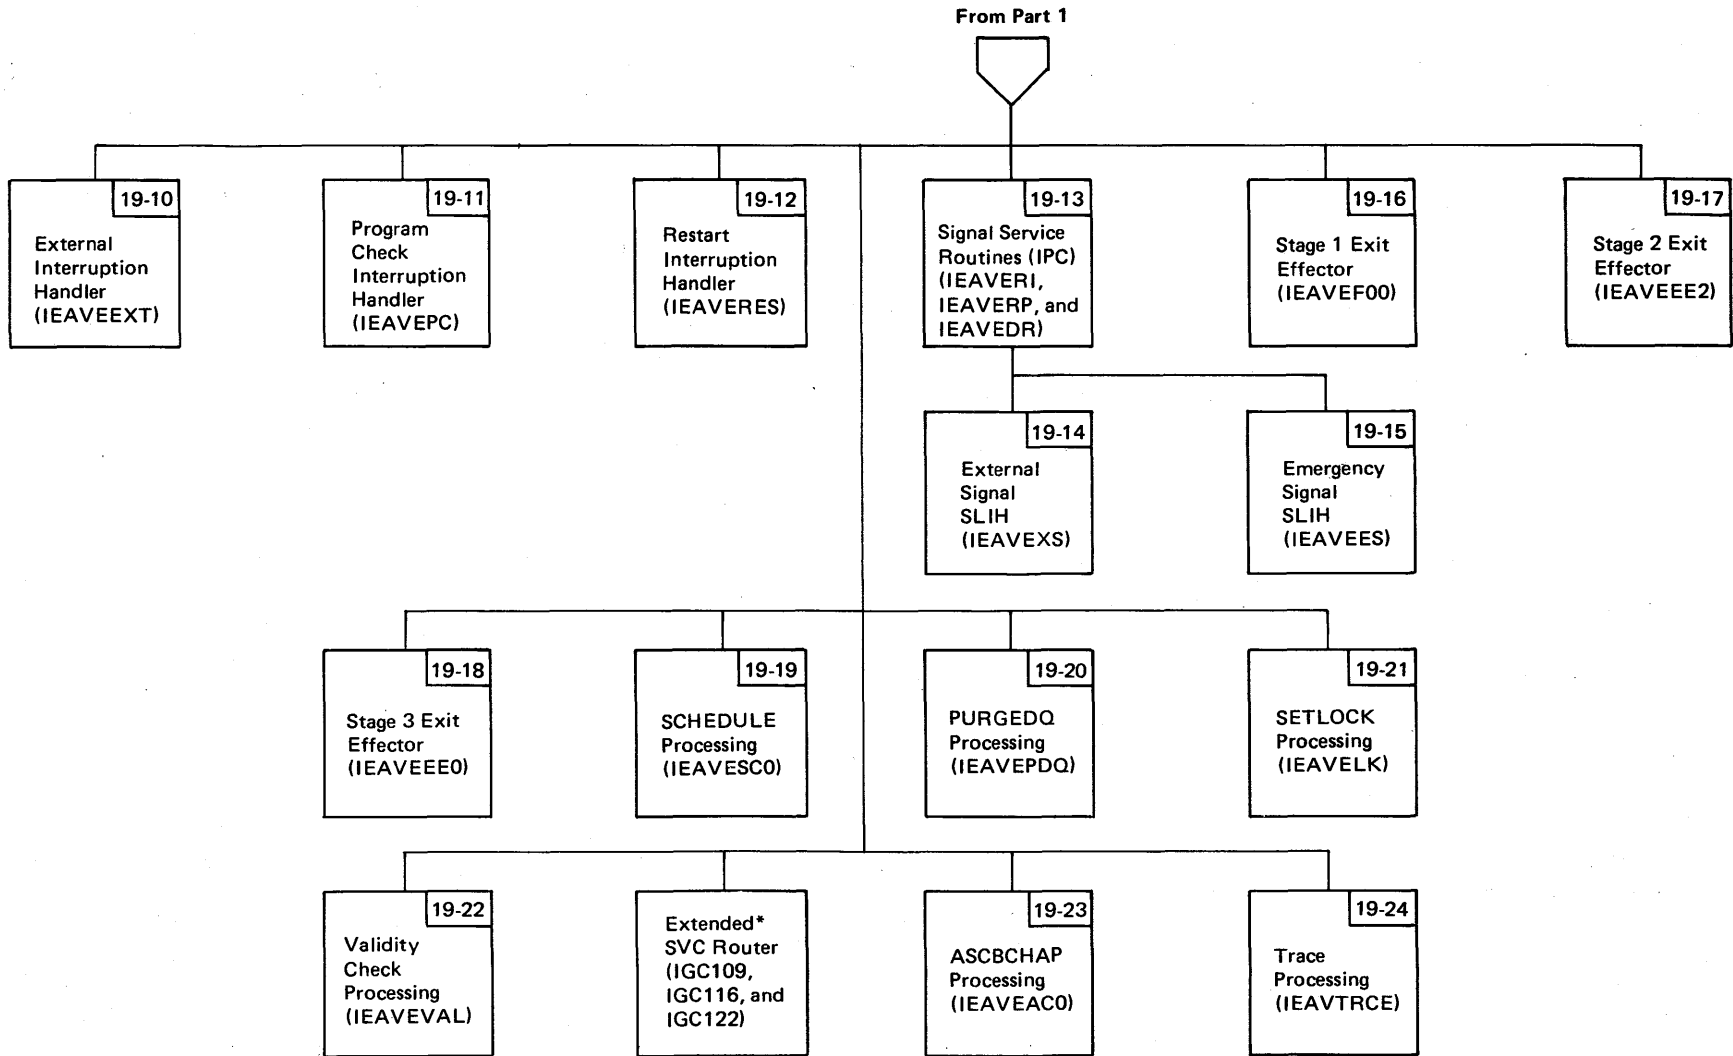 From Part 1
19-10
External
Interruption
Handler
(IEAVEEXT)
19-11
Program
Check
Interruption
Handler
(IEAVEPC)
19-12
Restart
Interruption
Handler
(IEAVERES)
19-13
Signal Service
Routines (IPC)
(IEAVERI,
IEAVERP, and
IEAVEDR)
19-16
Stage 1 Exit
Effector
(IEAVEF00)
19-17
Stage 2 Exit
Effector
(IEAVEEE2)
19-14
External
Signal
SLIH
(IEAVEXS)
19-15
Emergency
Signal
SLIH
(IEAVEES)
19-18
Stage 3 Exit
Effector
(IEAVEEE0)
19-19
SCHEDULE
Processing
(IEAVESC0)
19-20
PURGEDQ
Processing
(IEAVEPDQ)
19-21
SETLOCK
Processing
(IEAVELK)
19-22
Validity
Check
Processing
(IEAVEVAL)
Extended*
SVC Router
(IGC109,
IGC116, and
IGC122)
19-23
ASCBCHAP
Processing
(IEAVEAC0)
19-24
Trace
Processing
(IEAVTRCE)